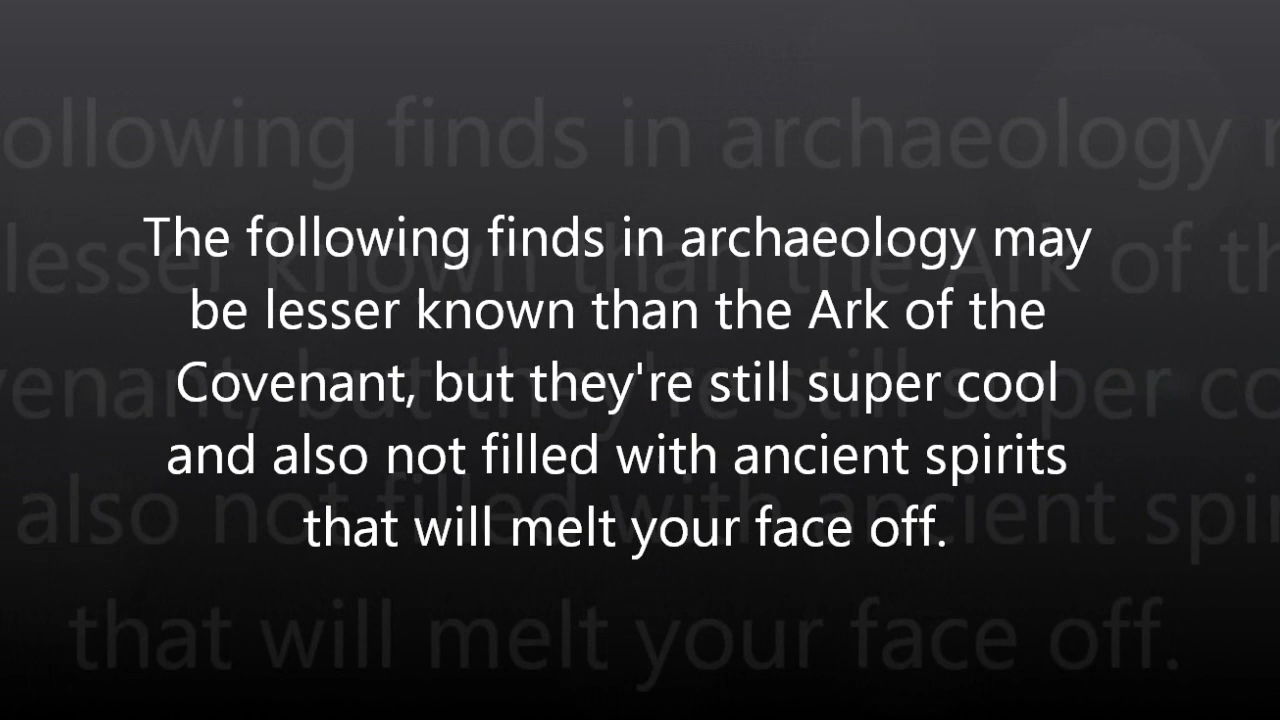 The following finds in archaeology may
be lesser known than the Ark of the
Covenant, but they're still super cool
and also not filled with ancient spirits
that will melt your face off.